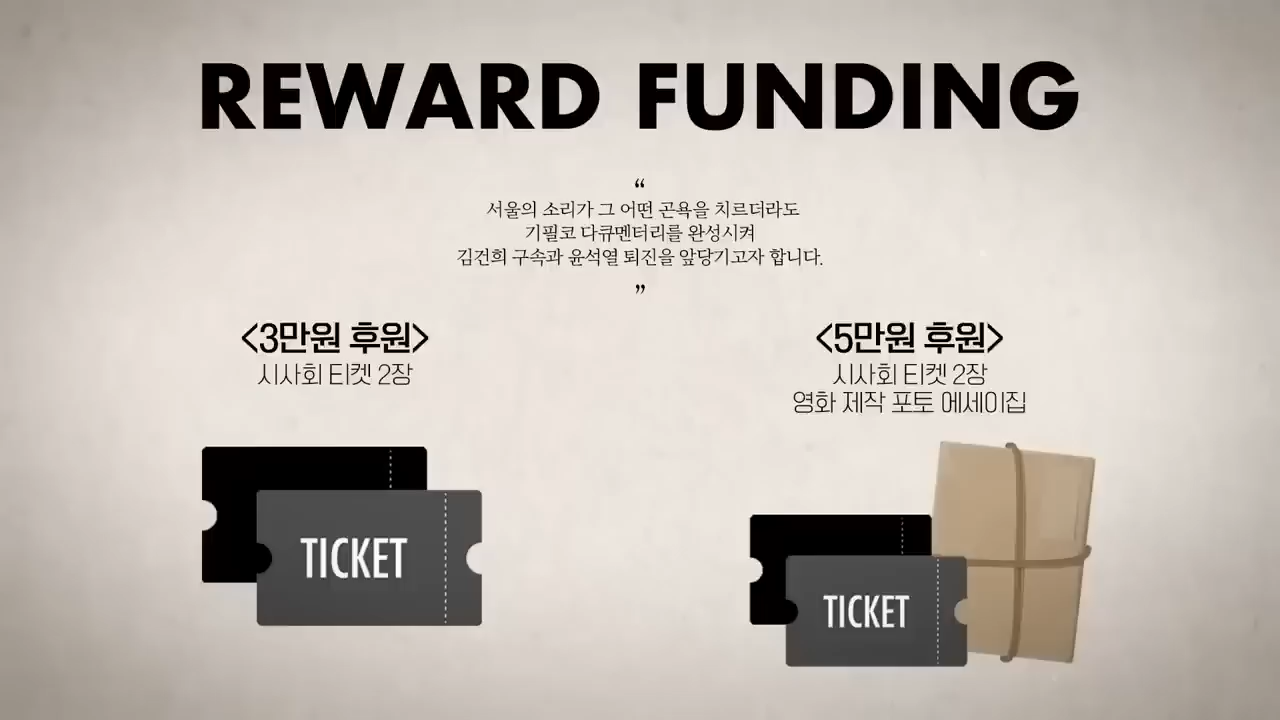 REWARD FUNDING
“
서울의 소리가 그 어떤 곤욕을 치르더라도
기필코 다큐멘터리를 완성시켜
김건희 구속과 윤석열 퇴진을 앞당기고자 합니다.
”
<3만원 후원>
시사회 티켓 2장
<5만원 후원>
시사회 티켓 2장
영화 제작 포토 에세이집
TICKET
TICKET